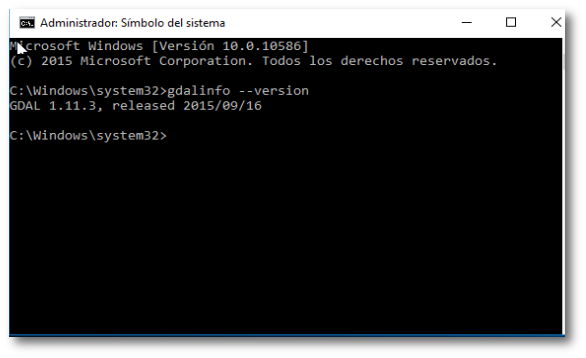 Administrador: Símbolo del sistema
Microsoft Windows [Versión 10.0.10586]
(c) 2015 Microsoft Corporation. Todos los derechos reservados.
C:\Windows\system32>gdalinfo --version
GDAL 1.11.3, released 2015/09/16
C:\Windows\system32>